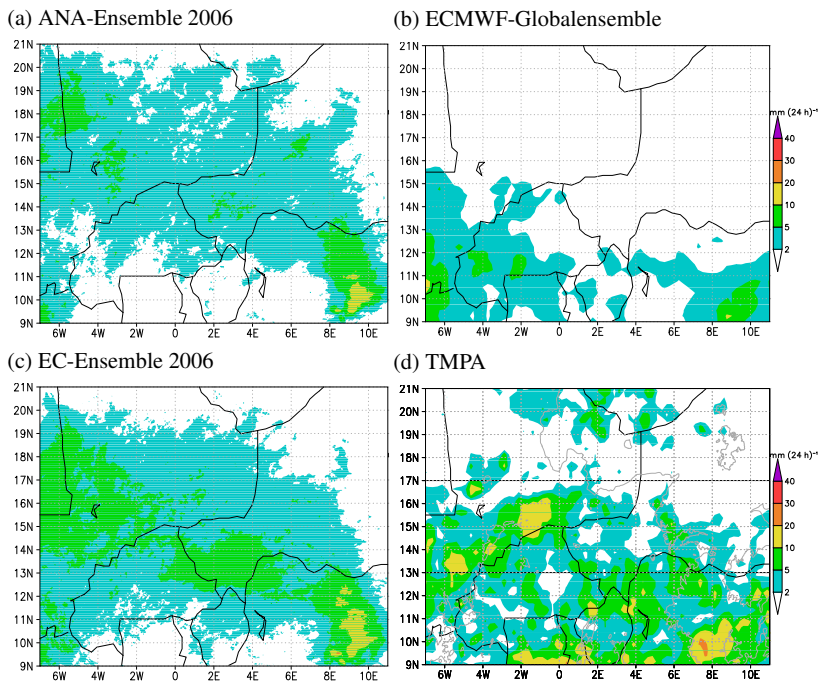 (a) ANA-Ensemble 2006
21N
20N
19N
18N
17N
16N
15N
14N
13N
12N
11N
10N
9N
6W 4W 2W 0 2E 4E 6E 8E 10E
(b) ECMWF-Globalensemble
21N
20N
19N
18N
17N
16N
15N
14N
13N
12N
11N
10N
9N
6W 4W 2W 0 2E 4E 6E 8E 10E
mm (24 h)⁻¹
40
30
20
10
5
2
(c) EC-Ensemble 2006
21N
20N
19N
18N
17N
16N
15N
14N
13N
12N
11N
10N
9N
6W 4W 2W 0 2E 4E 6E 8E 10E
(d) TMPA
21N
20N
19N
18N
17N
16N
15N
14N
13N
12N
11N
10N
9N
6W 4W 2W 0 2E 4E 6E 8E 10E
mm (24 h)⁻¹
40
30
20
10
5
2